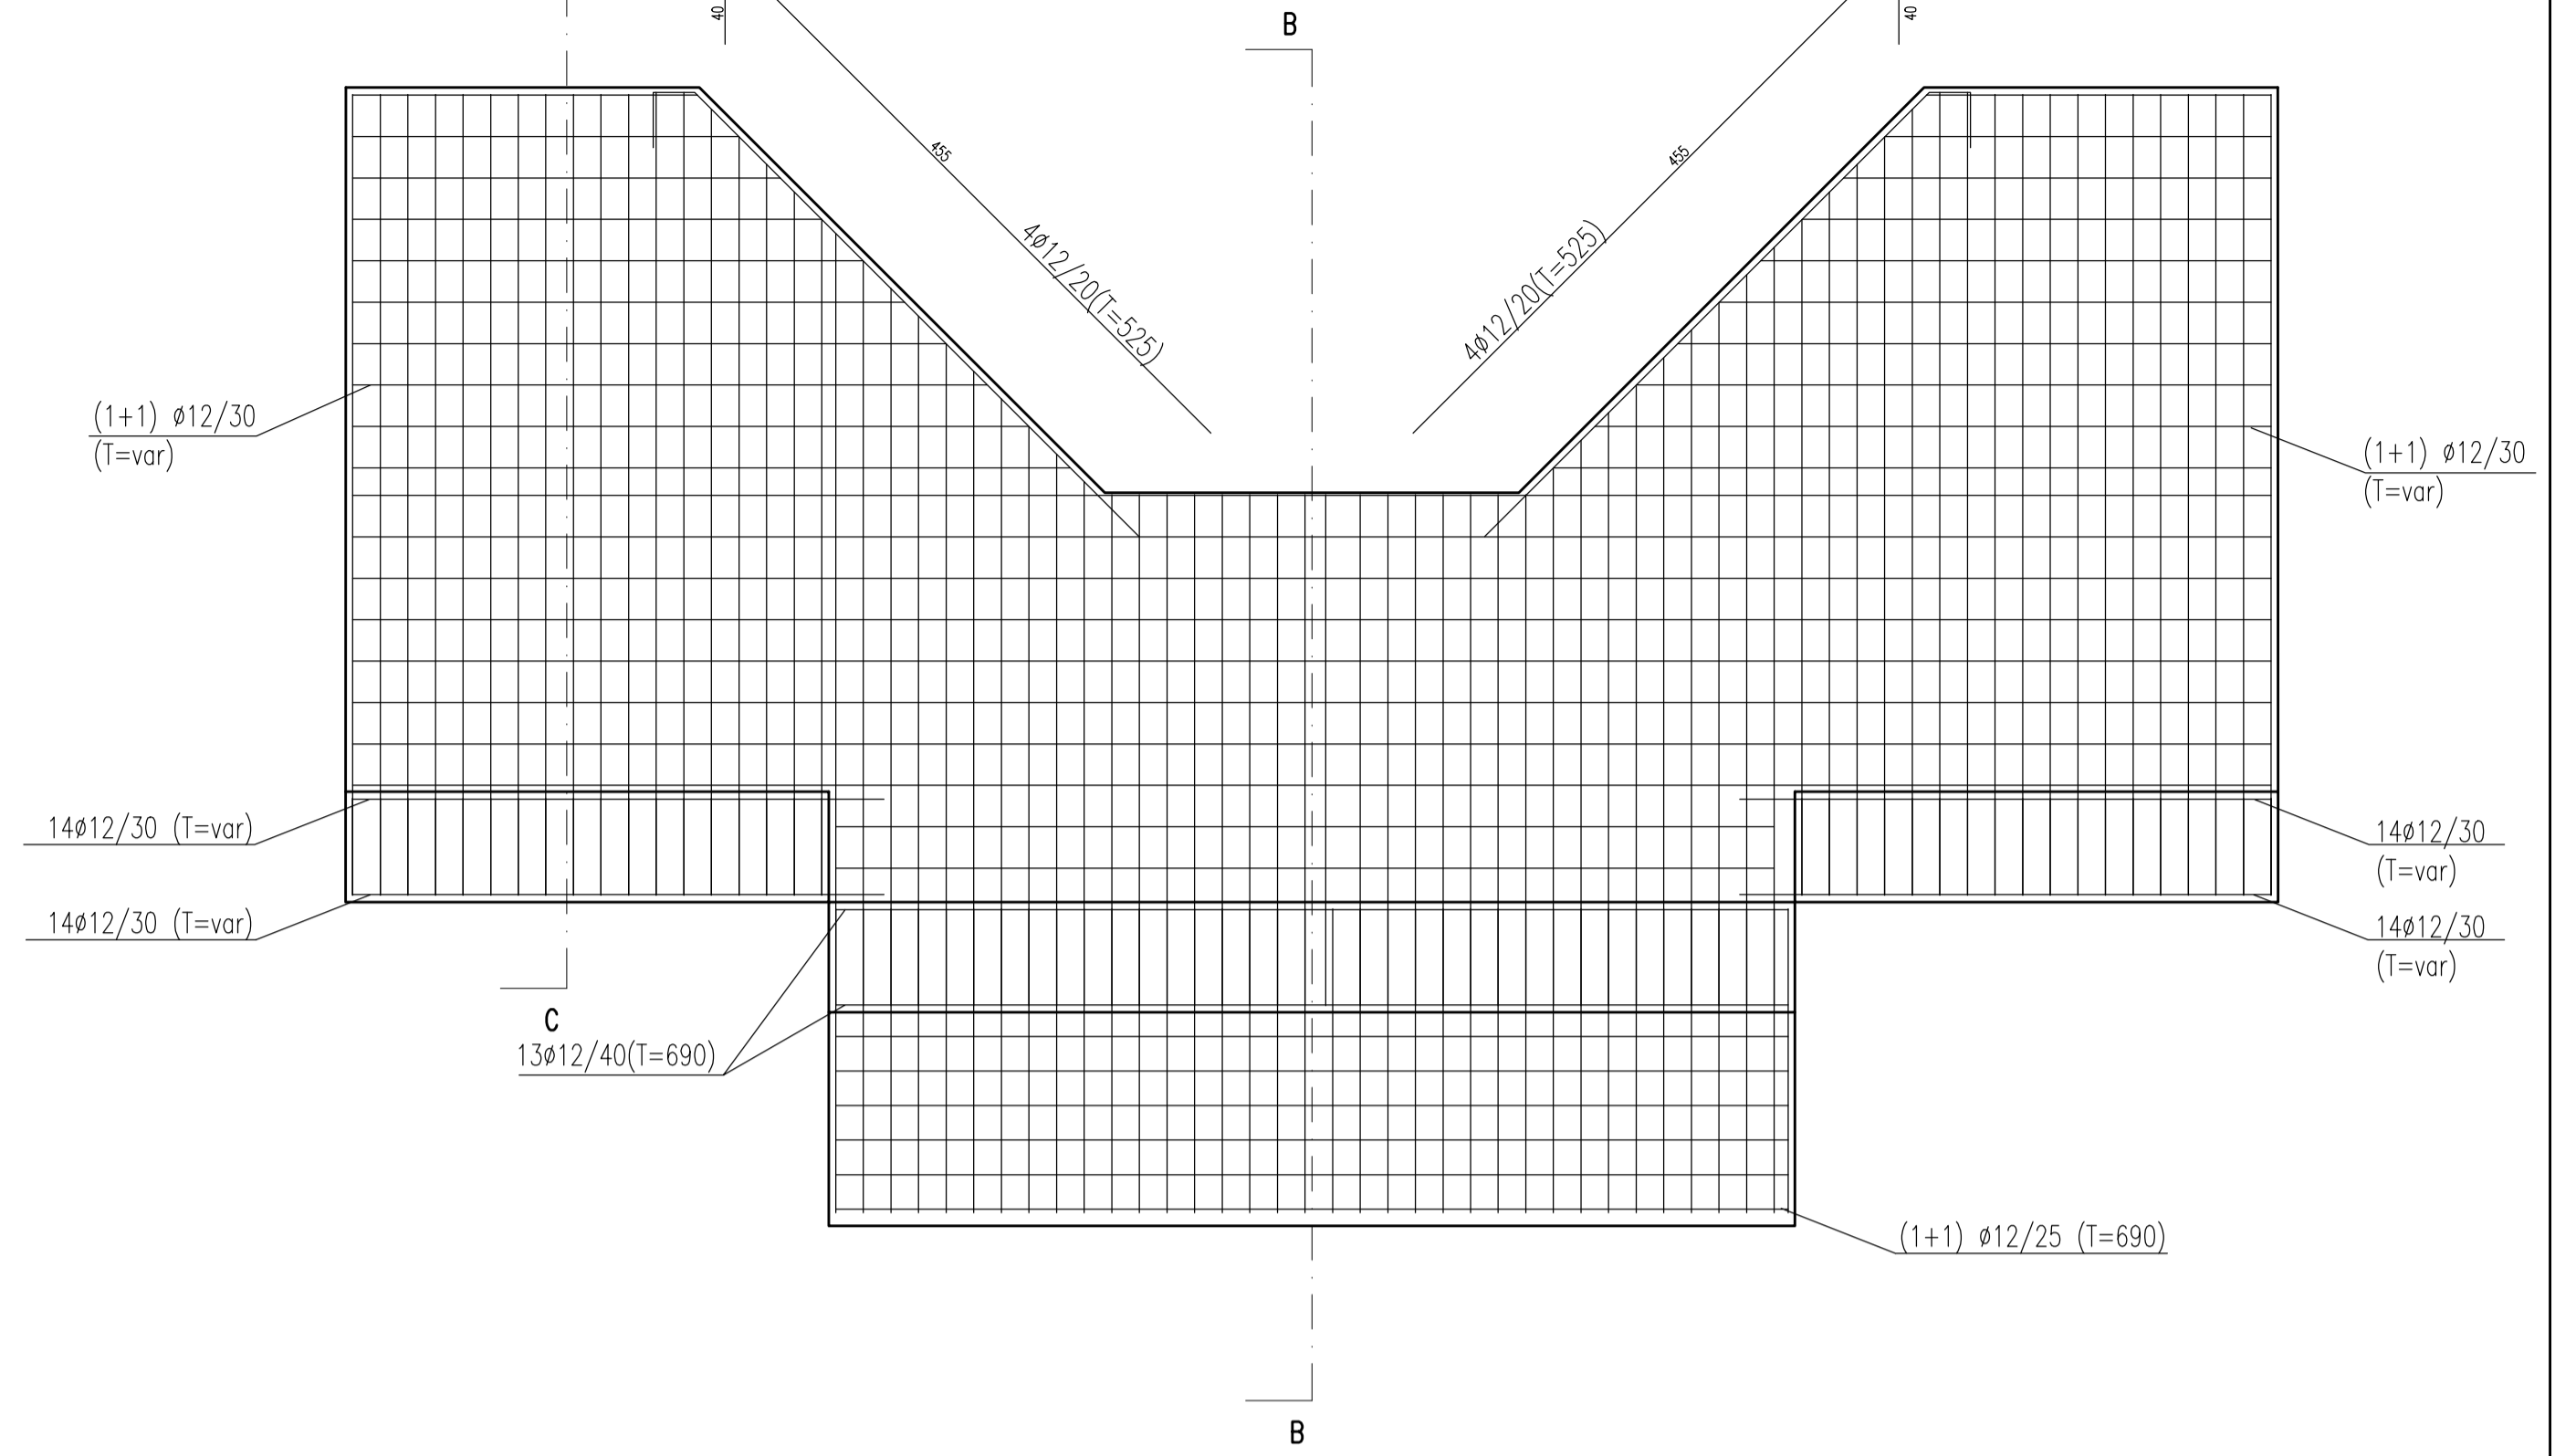 40
B
40
455
455
4ø12/20(T=525)
4ø12/20(T=525)
(1+1) ø12/30
(T=var)
(1+1) ø12/30
(T=var)
14ø12/30 (T=var)
14ø12/30
(T=var)
14ø12/30 (T=var)
14ø12/30
(T=var)
C
13ø12/40(T=690)
(1+1) ø12/25 (T=690)
B